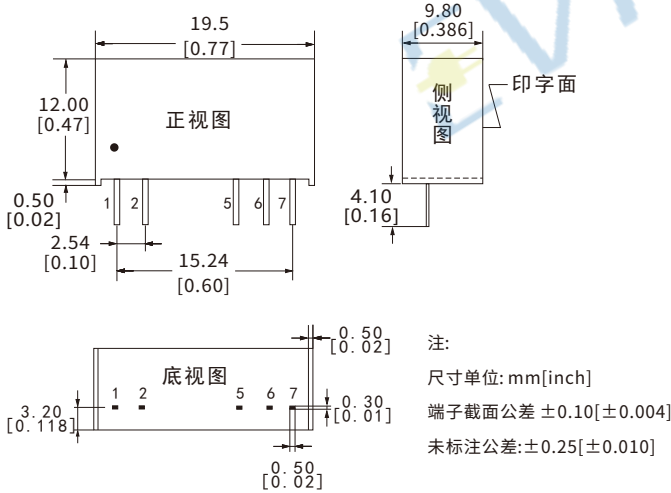 19.5
[0.77]
12.00
[0.47]
正视图
0.50
[0.02]
1 2 5 6 7
2.54
[0.10]
15.24
[0.60]
9.80
[0.386]
侧视图
印字面
4.10
[0.16]
底视图
1 2 5 6 7
0.50
[0.02]
3.20
[0.118]
0.30
[0.01]
0.50
[0.02]
注:
尺寸单位: mm[inch]
端子截面公差 ±0.10[±0.004]
未标注公差:±0.25[±0.010]